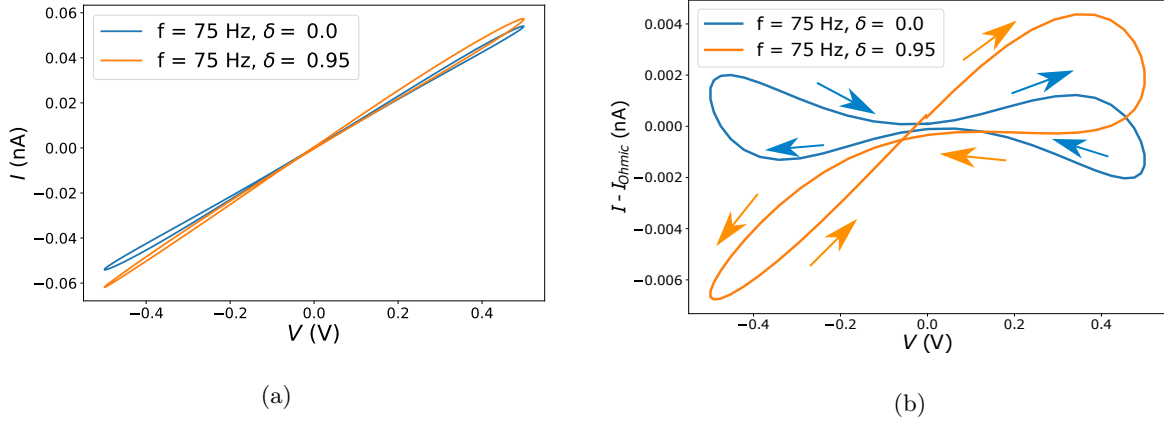 f = 75 Hz, δ = 0.0
f = 75 Hz, δ = 0.95
I (nA)
0.06
0.04
0.02
0.00
−0.02
−0.04
−0.06
−0.4
−0.2
0.0
0.2
0.4
V (V)
(a)
f = 75 Hz, δ = 0.0
f = 75 Hz, δ = 0.95
I - I_Ohmic (nA)
0.004
0.002
0.000
−0.002
−0.004
−0.006
−0.4
−0.2
0.0
0.2
0.4
V (V)
(b)